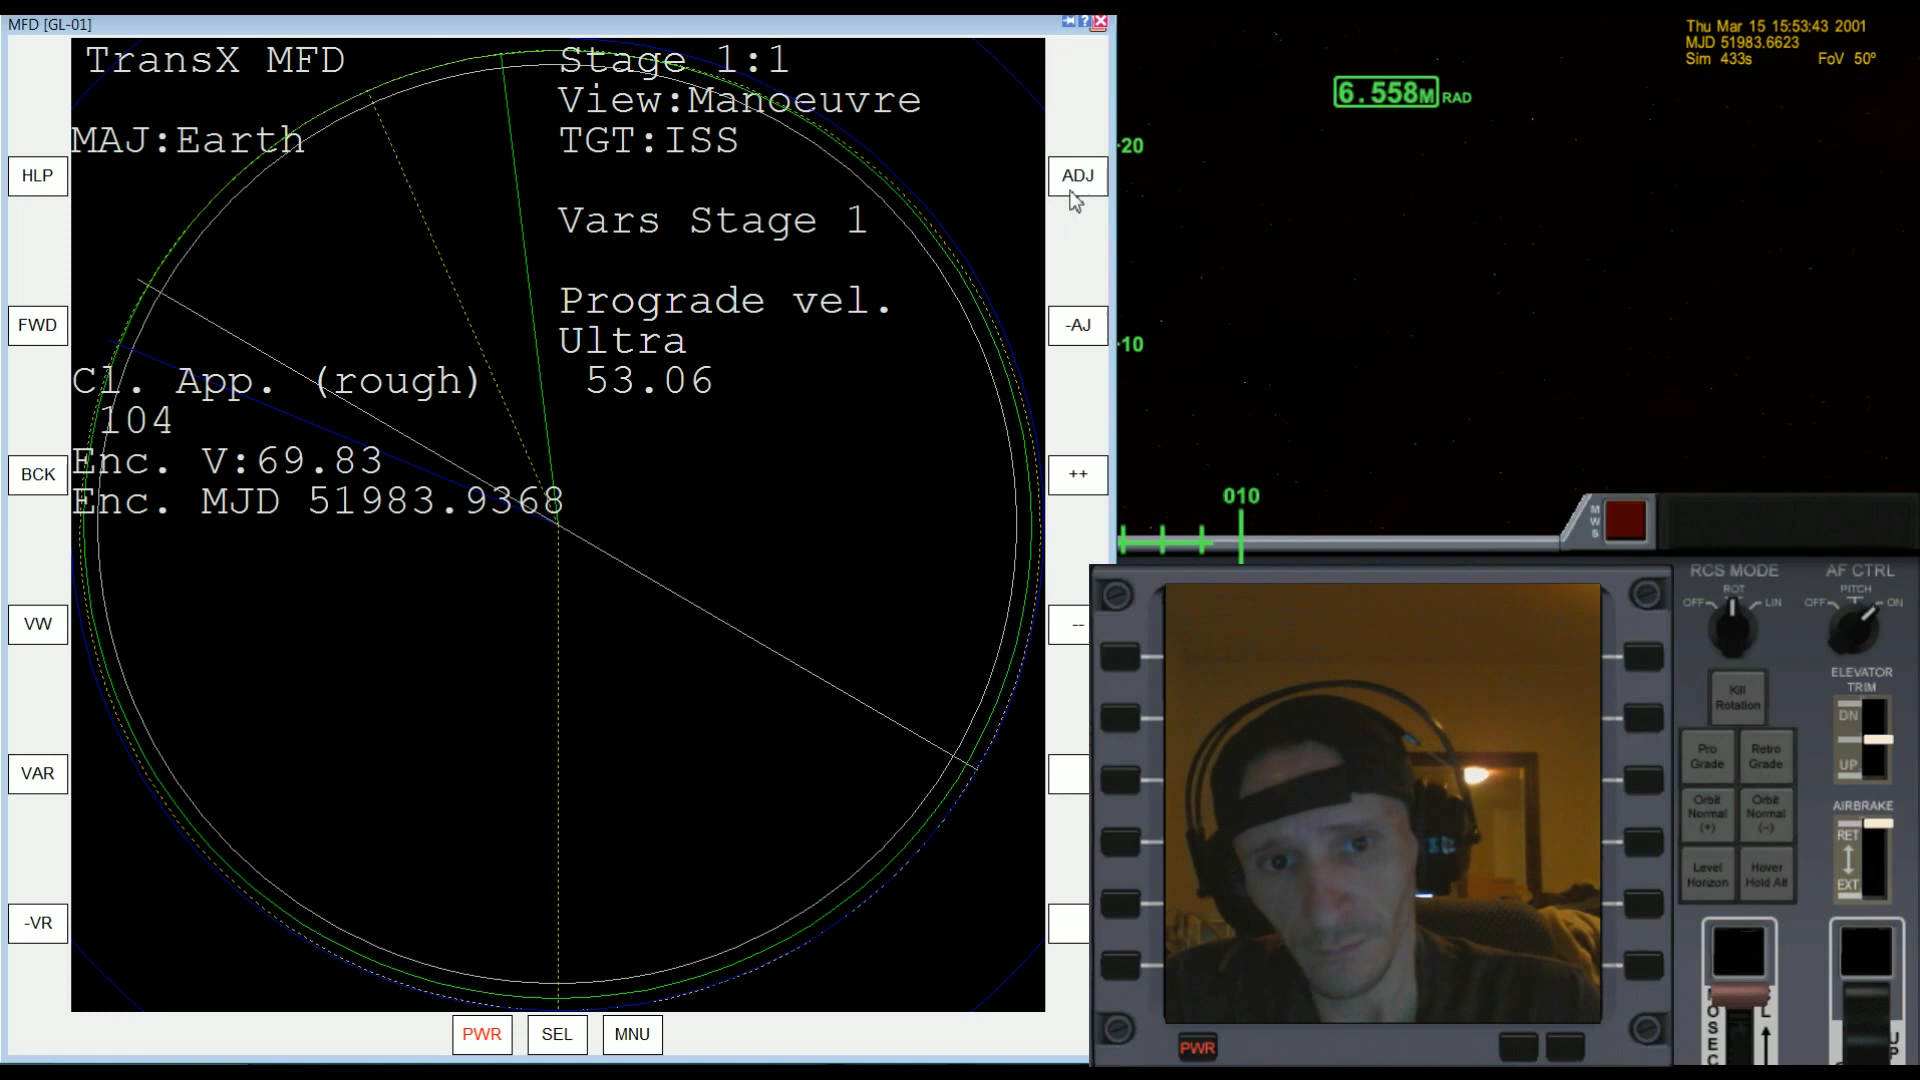 MFD [GL-01]
TransX MFD
MAJ:Earth
Stage 1:1
View:Manoeuvre
TGT:ISS
Vars Stage 1
Prograde vel.
Ultra
53.06
Cl. App. (rough)
104
Enc. V:69.83
Enc. MJD 51983.9368
HLP
FWD
BCK
VW
VAR
-VR
ADJ
-AJ
++
--
PWR
SEL
MNU
Thu Mar 15 15:53:43 2001
MJD 51983.6623
Sim 433s
FoV 50°
6.558M RAD
20
10
010
MWS
RCS MODE
OFF
ROT
LIN
AF CTRL
OFF
PITCH
ON
Kill
Rotation
Pro
Grade
Retro
Grade
Orbit
Normal
(+)
Orbit
Normal
(-)
Level
Horizon
Hover
Hold Alt
ELEVATOR
TRIM
DN
UP
AIRBRAKE
RET
EXT
PWR